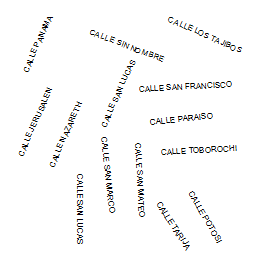 CALLE PANAMA
CALLE SIN NOMBRE
CALLE LOS TAJIBOS
CALLE SAN LUCAS
CALLE SAN FRANCISCO
CALLE PARAISO
CALLE JERUSALEN
CALLE NAZARETH
CALLE TOBOROCHI
CALLE SAN MARCO
CALLE SAN MATEO
CALLE SAN LUCAS
CALLE TARIJA
CALLE POTOSI